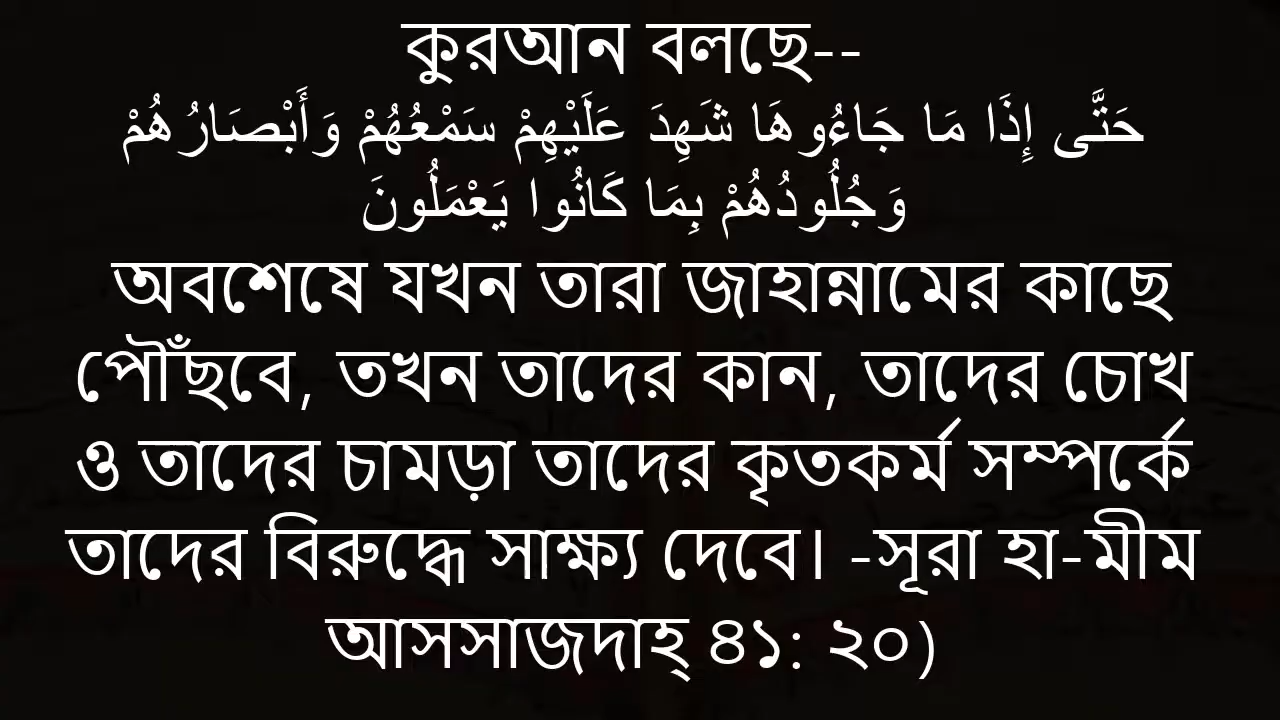 কুরআন বলছে--
حَتَّى إِذَا مَا جَاءُوهَا شَهِدَ عَلَيْهِمْ سَمْعُهُمْ وَأَبْصَارُهُمْ
وَجُلُودُهُمْ بِمَا كَانُوا يَعْمَلُونَ
অবশেষে যখন তারা জাহান্নামের কাছে
পৌঁছবে, তখন তাদের কান, তাদের চোখ
ও তাদের চামড়া তাদের কৃতকর্ম সম্পর্কে
তাদের বিরুদ্ধে সাক্ষ্য দেবে। -সূরা হা-মীম
আসসাজদাহ্ ৪১: ২০)